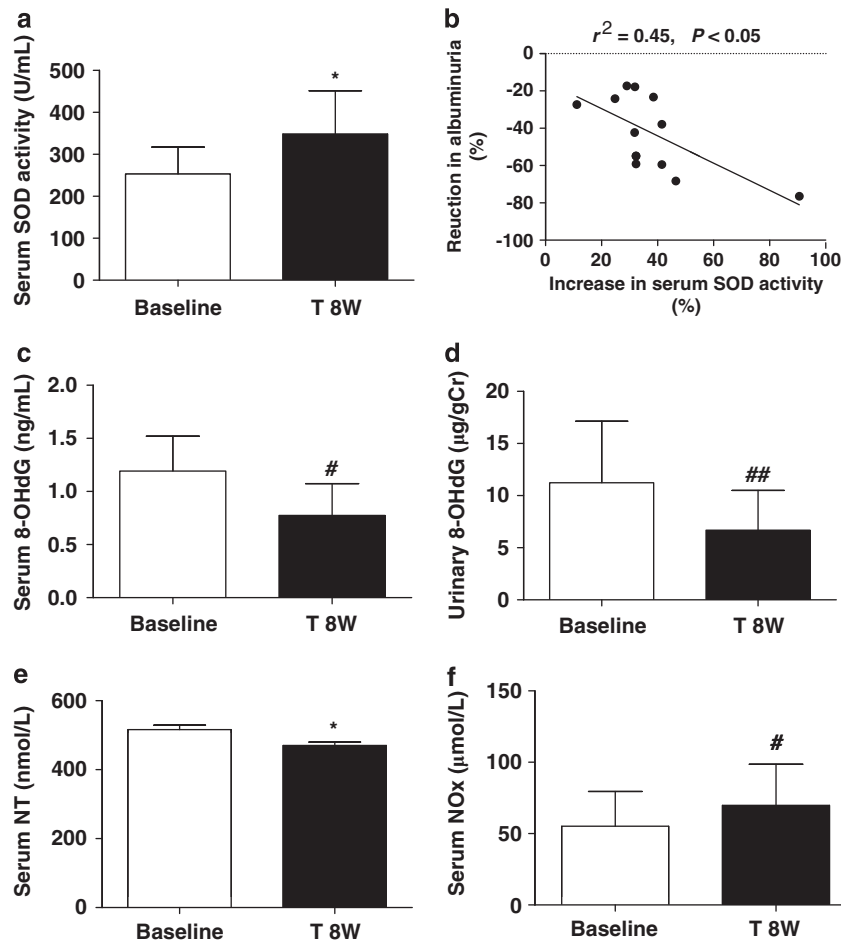 a
Serum SOD activity (U/mL)
500
400
300
200
100
0
*
Baseline
T 8W
b
r² = 0.45, P < 0.05
Reuction in albuminuria
(%)
0
-20
-40
-60
-80
-100
0
20
40
60
80
100
Increase in serum SOD activity
(%)
c
Serum 8-OHdG (ng/mL)
2.0
1.5
1.0
0.5
0.0
#
Baseline
T 8W
d
Urinary 8-OHdG (µg/gCr)
20
15
10
5
0
##
Baseline
T 8W
e
Serum NT (nmol/L)
600
400
200
0
*
Baseline
T 8W
f
Serum NOx (µmol/L)
150
100
50
0
#
Baseline
T 8W